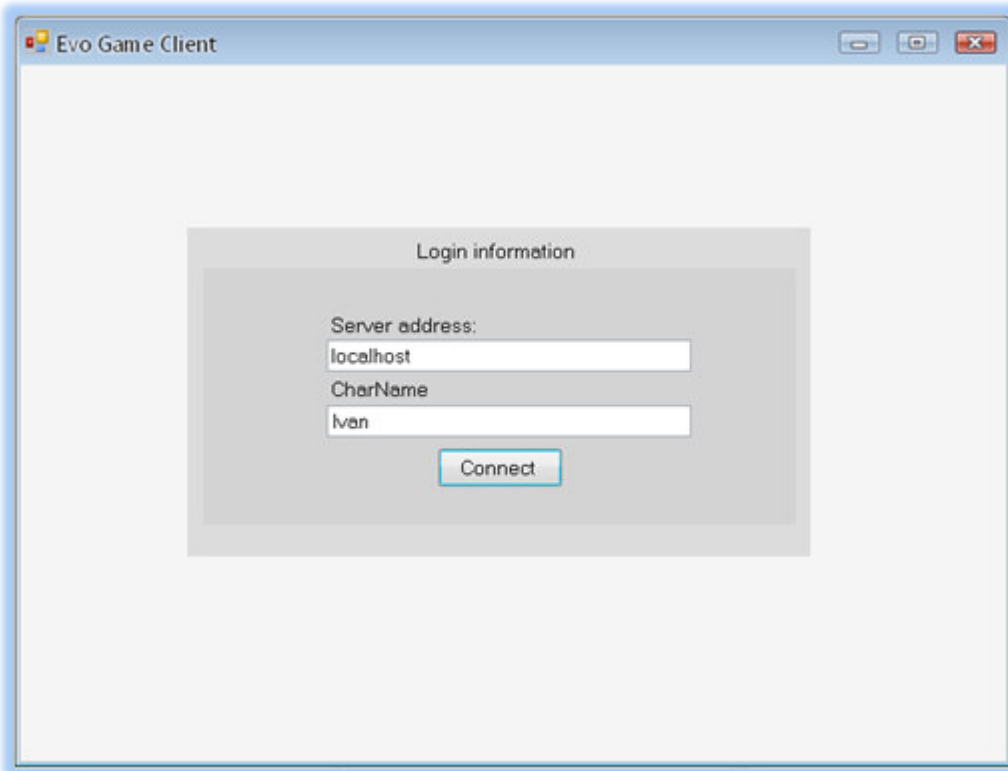 Evo Game Client
Login information
Server address:
localhost
CharName
Ivan
Connect